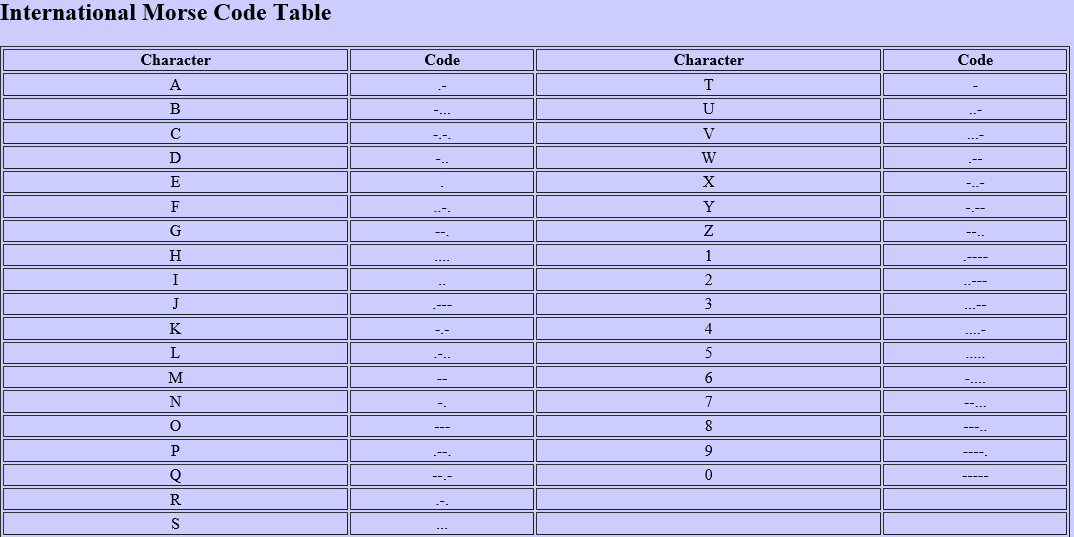 International Morse Code Table
Character Code Character Code
A .- T -
B -... U ..-
C -.-. V ...-
D -.. W .--
E . X -..-
F ..-. Y -.--
G --. Z --..
H .... 1 .----
I .. 2 ..---
J .--- 3 ...--
K -.- 4 ....-
L .-.. 5 .....
M -- 6 -....
N -. 7 --...
O --- 8 ---..
P .--. 9 ----.
Q --.- 0 -----
R .-.
S ...